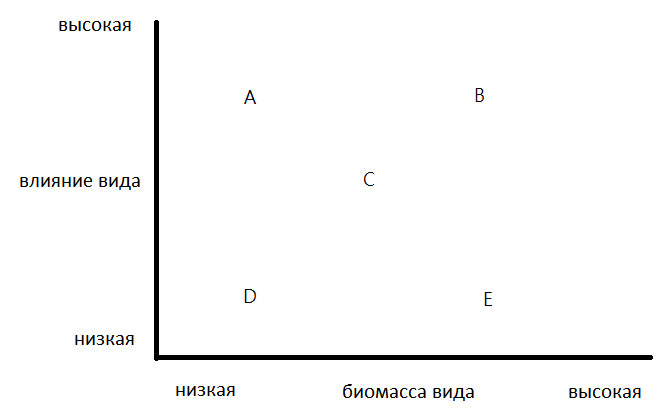 высокая
A
B
влияние вида
C
D
E
низкая
низкая
биомасса вида
высокая